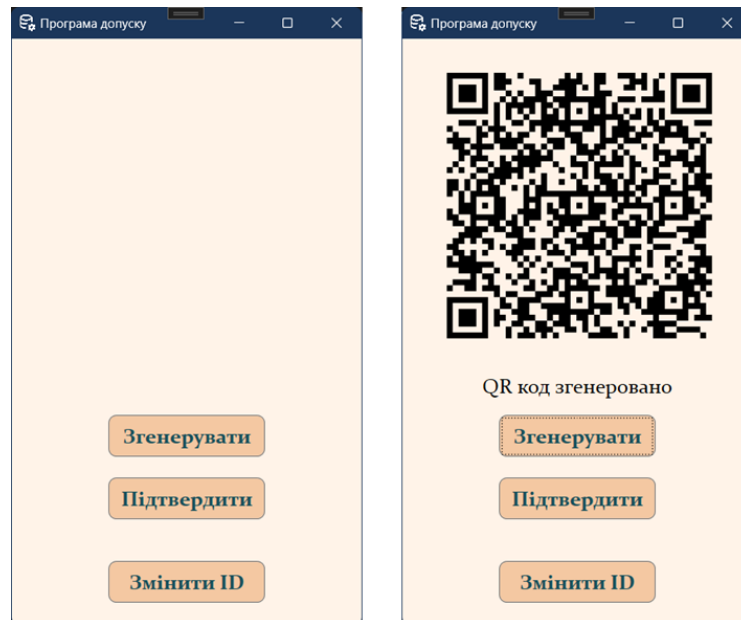 Програма допуску
Згенерувати
Підтвердити
Змінити ID
Програма допуску
QR код згенеровано
Згенерувати
Підтвердити
Змінити ID